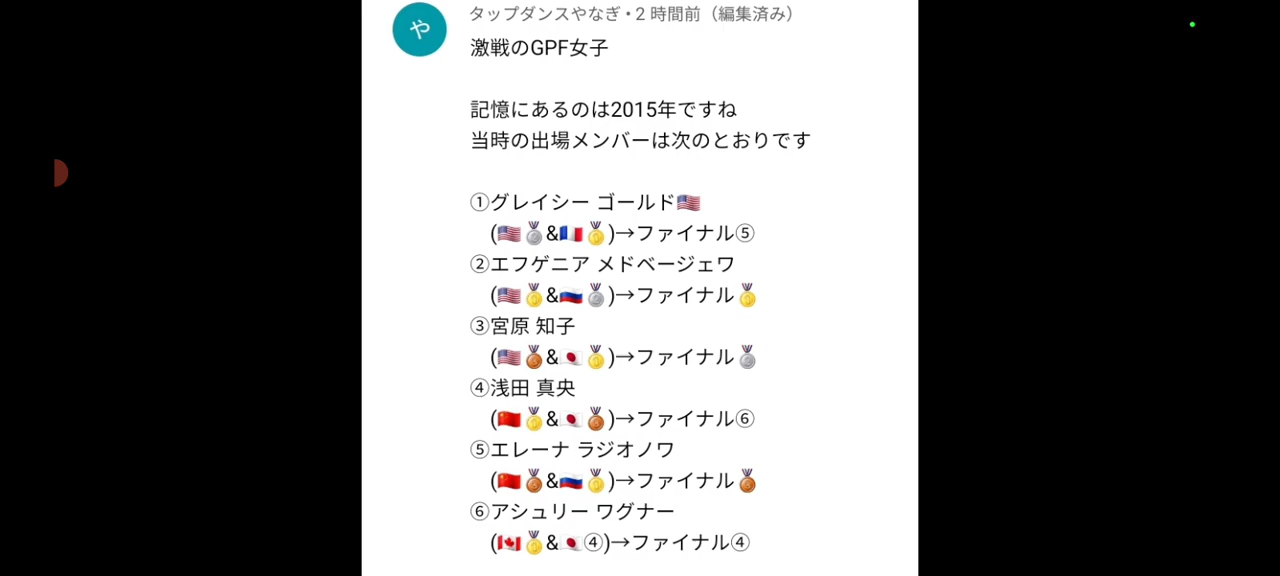 や
タップダンスやなぎ • 2 時間前（編集済み）
激戦のGPF女子
記憶にあるのは2015年ですね
当時の出場メンバーは次のとおりです
①グレイシー ゴールド🇺🇸
(🇺🇸🥈&🇫🇷🥇)→ファイナル⑤
②エフゲニア メドベージェワ
(🇺🇸🥇&🇷🇺🥈)→ファイナル🥇
③宮原 知子
(🇺🇸🥉&🇯🇵🥇)→ファイナル🥈
④浅田 真央
(🇨🇳🥇&🇯🇵🥉)→ファイナル⑥
⑤エレーナ ラジオノワ
(🇨🇳🥉&🇷🇺🥇)→ファイナル🥉
⑥アシュリー ワグナー
(🇨🇦🥇&🇯🇵④)→ファイナル④